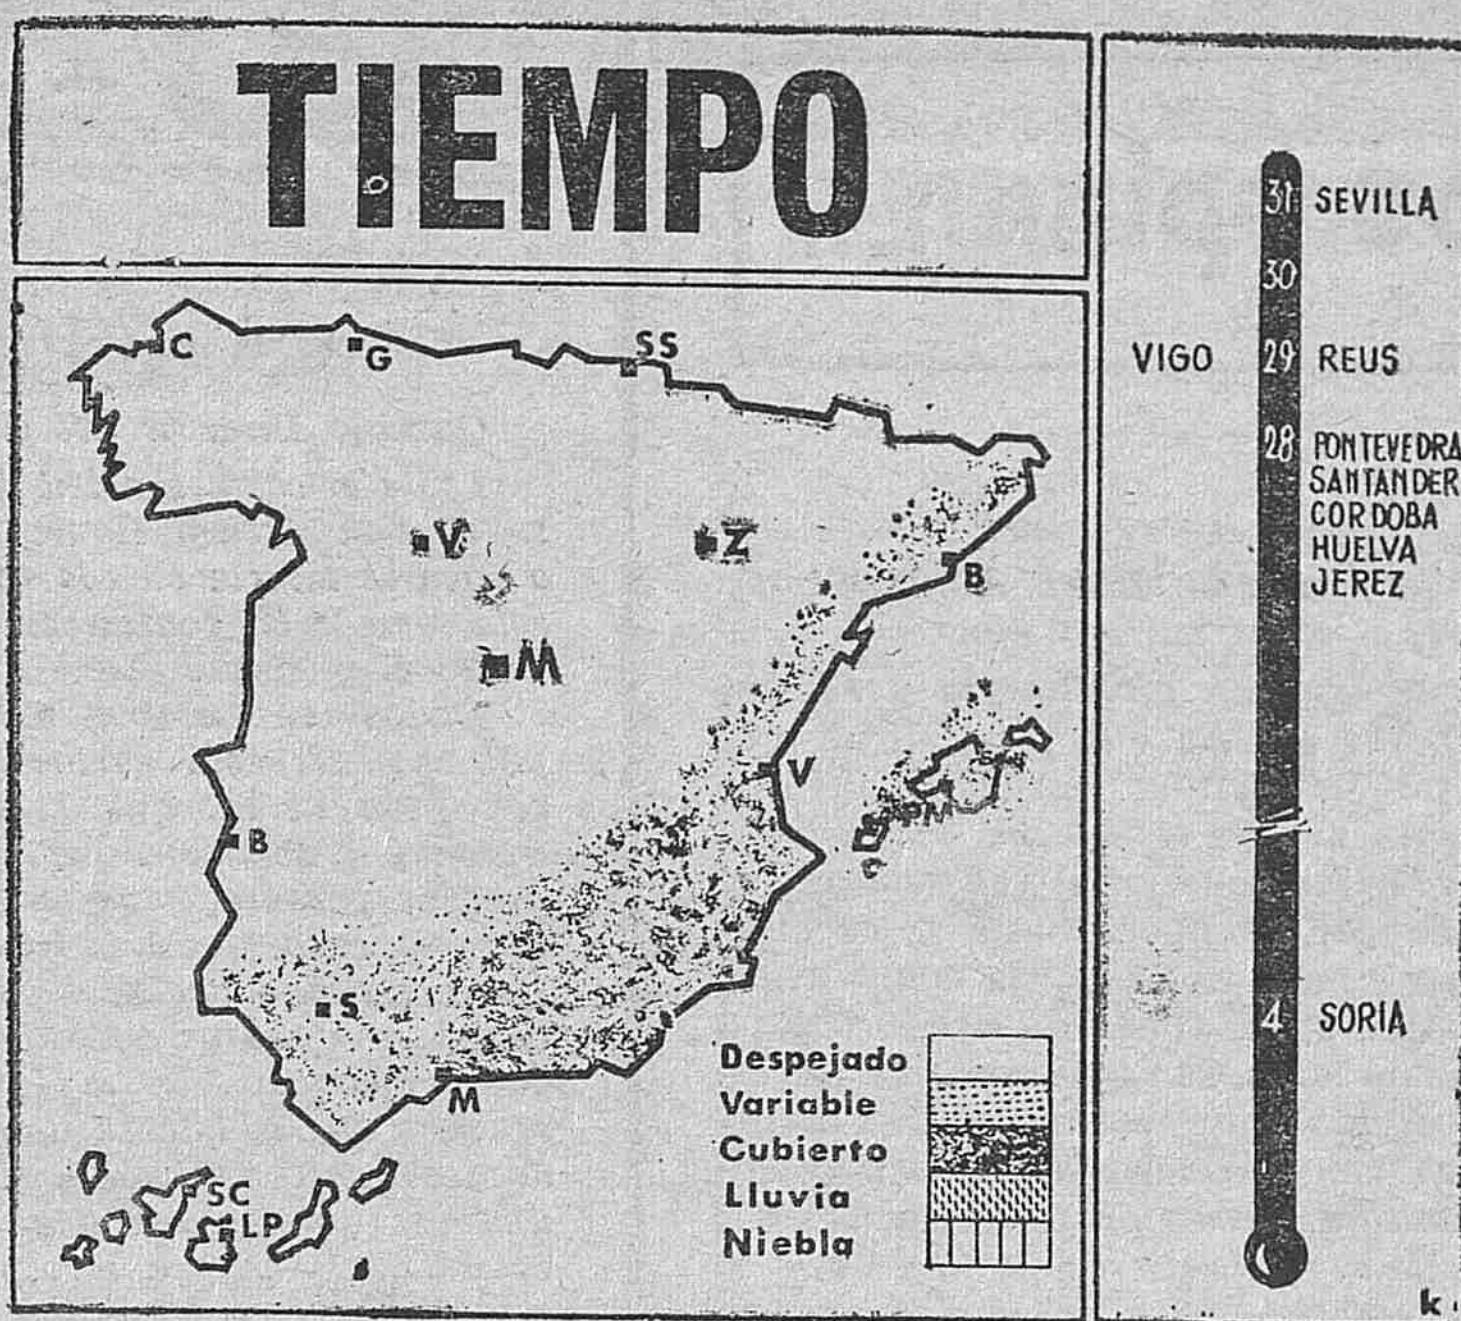 TIEMPO
C
G
SS
V
Z
B
M
V
PM
B
S
M
SC
LP
Despejado
Variable
Cubierto
Lluvia
Niebla
31 SEVILLA
30
VIGO 29 REUS
28 PONTEVEDRA
SANTANDER
CORDOBA
HUELVA
JEREZ
4 SORIA
k